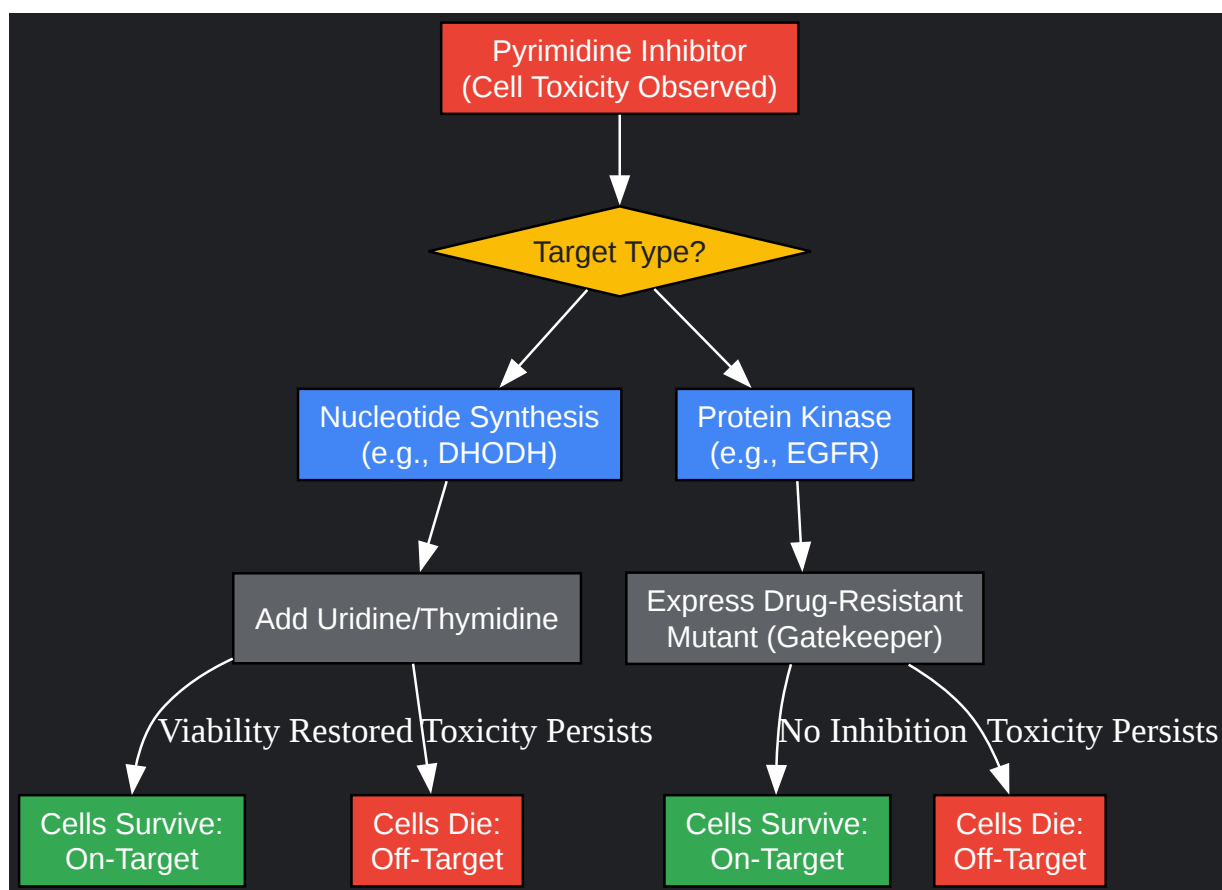 Pyrimidine Inhibitor
(Cell Toxicity Observed)
Target Type?
Nucleotide Synthesis
(e.g., DHODH)
Protein Kinase
(e.g., EGFR)
Add Uridine/Thymidine
Express Drug-Resistant
Mutant (Gatekeeper)
Viability Restored
Toxicity Persists
No Inhibition
Toxicity Persists
Cells Survive:
On-Target
Cells Die:
Off-Target
Cells Survive:
On-Target
Cells Die:
Off-Target